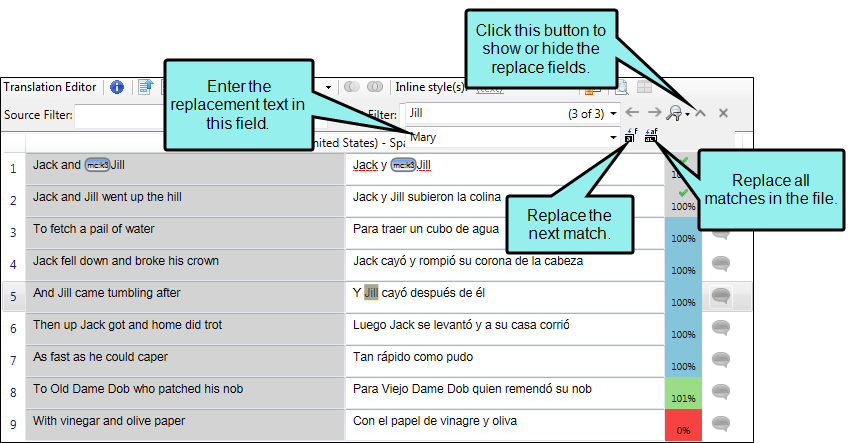 Click this button to
show or hide the
replace fields.
Enter the
replacement text in
this field.
Translation Editor
Inline style(s):
(text)
Source Filter:
Filter:
Jill
(3 of 3)
Mary
nited States) - Spa
1 Jack and mc:k3 Jill Jack y mc:k3 Jill
2 Jack and Jill went up the hill Jack y Jill subieron la colina 100%
3 To fetch a pail of water Para traer un cubo de agua 100%
4 Jack fell down and broke his crown Jack cayó y rompió su corona de la cabeza 100%
5 And Jill came tumbling after Y Jill cayó después de él 100%
6 Then up Jack got and home did trot Luego Jack se levantó y a su casa corrió 100%
7 As fast as he could caper Tan rápido como pudo 100%
8 To Old Dame Dob who patched his nob Para Viejo Dame Dob quien remendó su nob 101%
9 With vinegar and olive paper Con el papel de vinagre y oliva 0%
Replace the
next match.
Replace all
matches in the file.